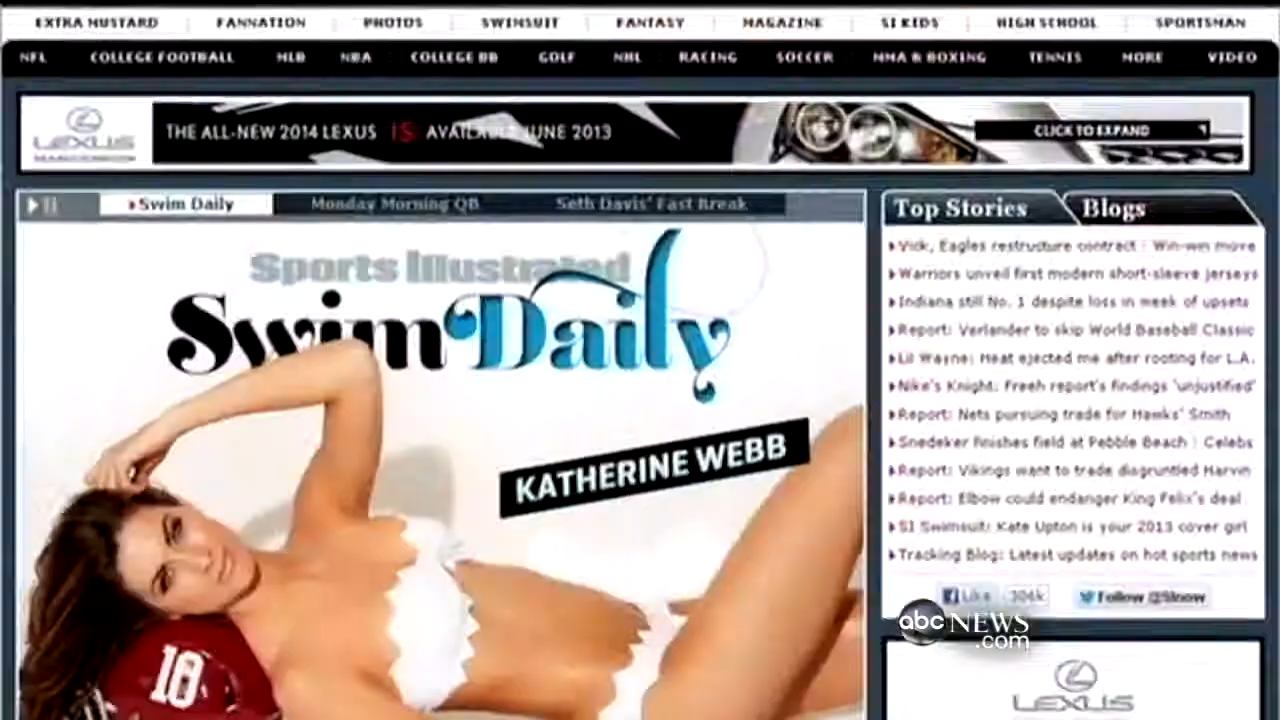 EXTRA MUSTARD FANNATION PHOTOS SWIMSUIT FANTASY MAGAZINE SI KIDS HIGH SCHOOL SPORTSMAN
NFL COLLEGE FOOTBALL MLB NBA COLLEGE BB GOLF NHL RACING SOCCER MMA & BOXING TENNIS MORE VIDEO
LEXUS
THE ALL-NEW 2014 LEXUS IS AVAILABLE JUNE 2013
CLICK TO EXPAND
Swim Daily Monday Morning QB Seth Davis' Fast Break
Sports Illustrated
Swim Daily
KATHERINE WEBB
10
Top Stories Blogs
Vick, Eagles restructure contract | Win-win move
Warriors unveil first modern short-sleeve jerseys
Indiana still No. 1 despite loss in week of upsets
Report: Verlander to skip World Baseball Classic
Lil Wayne: Heat ejected me after rooting for L.A.
Nike's Knight: Freeh report's findings 'unjustified'
Report: Nets pursuing trade for Hawks' Smith
Snedeker finishes field at Pebble Beach | Celebs
Report: Vikings want to trade disgruntled Harvin
Report: Elbow could endanger King Felix's deal
SI Swimsuit: Kate Upton is your 2013 cover girl
Tracking Blog: Latest updates on hot sports news
Like 304k Follow @SInow
abc NEWS
.com
LEXUS